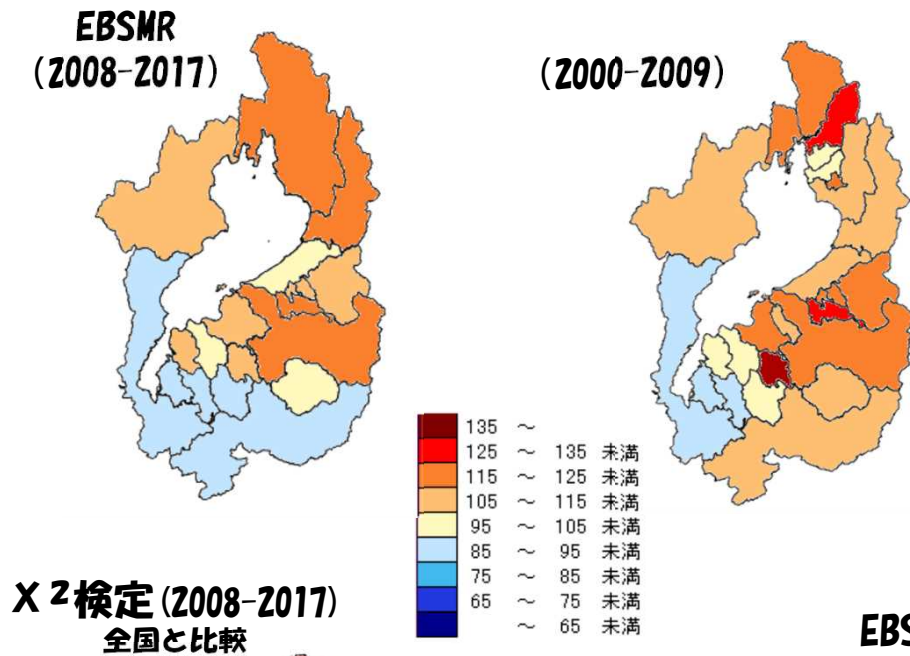 EBSMR
(2008-2017)
(2000-2009)
135 ～
125 ～ 135 未満
115 ～ 125 未満
105 ～ 115 未満
95 ～ 105 未満
85 ～ 95 未満
75 ～ 85 未満
65 ～ 75 未満
～ 65 未満
X2検定(2008-2017)
全国と比較
EBS